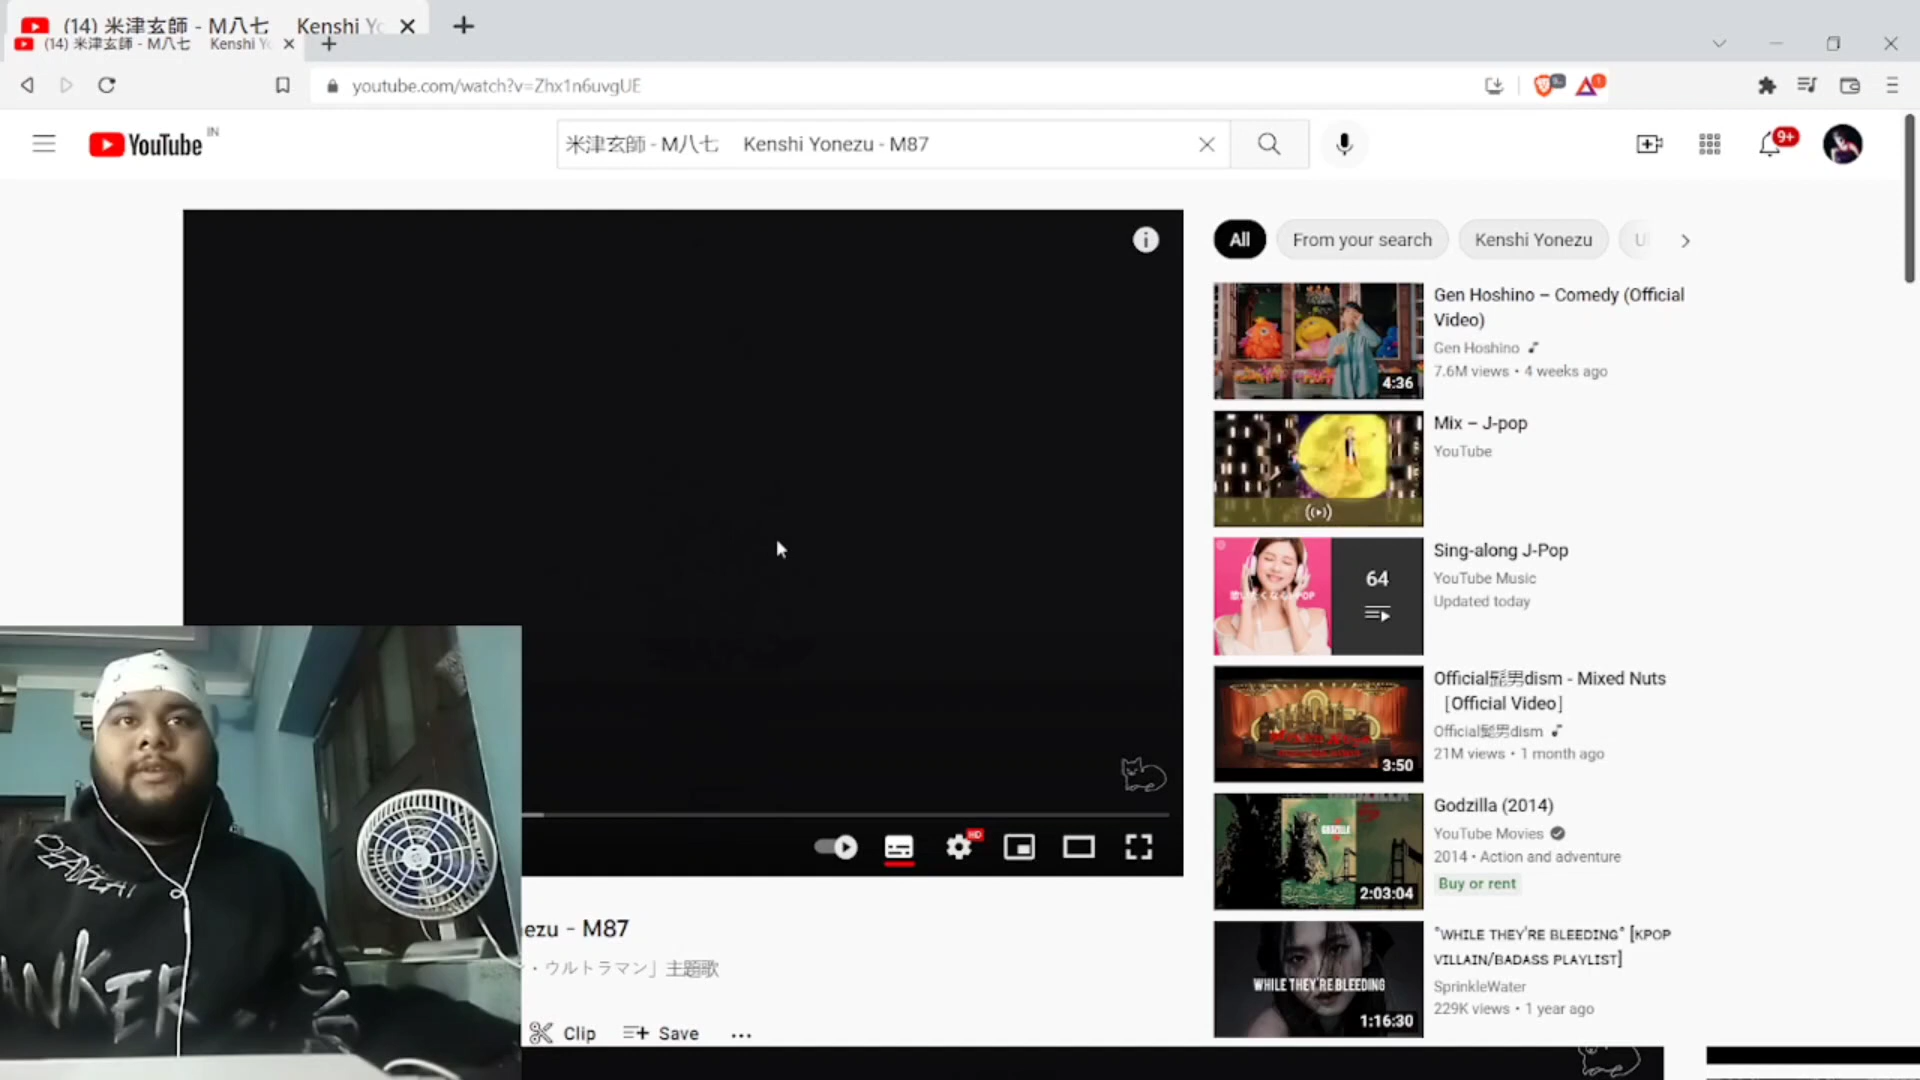 (14) 米津玄師 - M八七 Kenshi Yo
(14) 米津玄師 - M八七 Kenshi Yo
youtube.com/watch?v=Zhx1n6uvgUE
YouTube IN
米津玄師 - M八七 Kenshi Yonezu - M87
9+
All
From your search
Kenshi Yonezu
Gen Hoshino – Comedy (Official
Video)
Gen Hoshino
7.6M views • 4 weeks ago
4:36
Mix – J-pop
YouTube
Sing-along J-Pop
YouTube Music
Updated today
64
Official髭男dism - Mixed Nuts
[Official Video]
Official髭男dism
21M views • 1 month ago
3:50
Godzilla (2014)
YouTube Movies
2014 • Action and adventure
Buy or rent
2:03:04
GODZILLA
°WHILE THEY'RE BLEEDING° [KPOP
VILLAIN/BADASS PLAYLIST]
SprinkleWater
229K views • 1 year ago
WHILE THEY'RE BLEEDING
1:16:30
HD
ezu - M87
・ウルトラマン」主題歌
Clip
Save